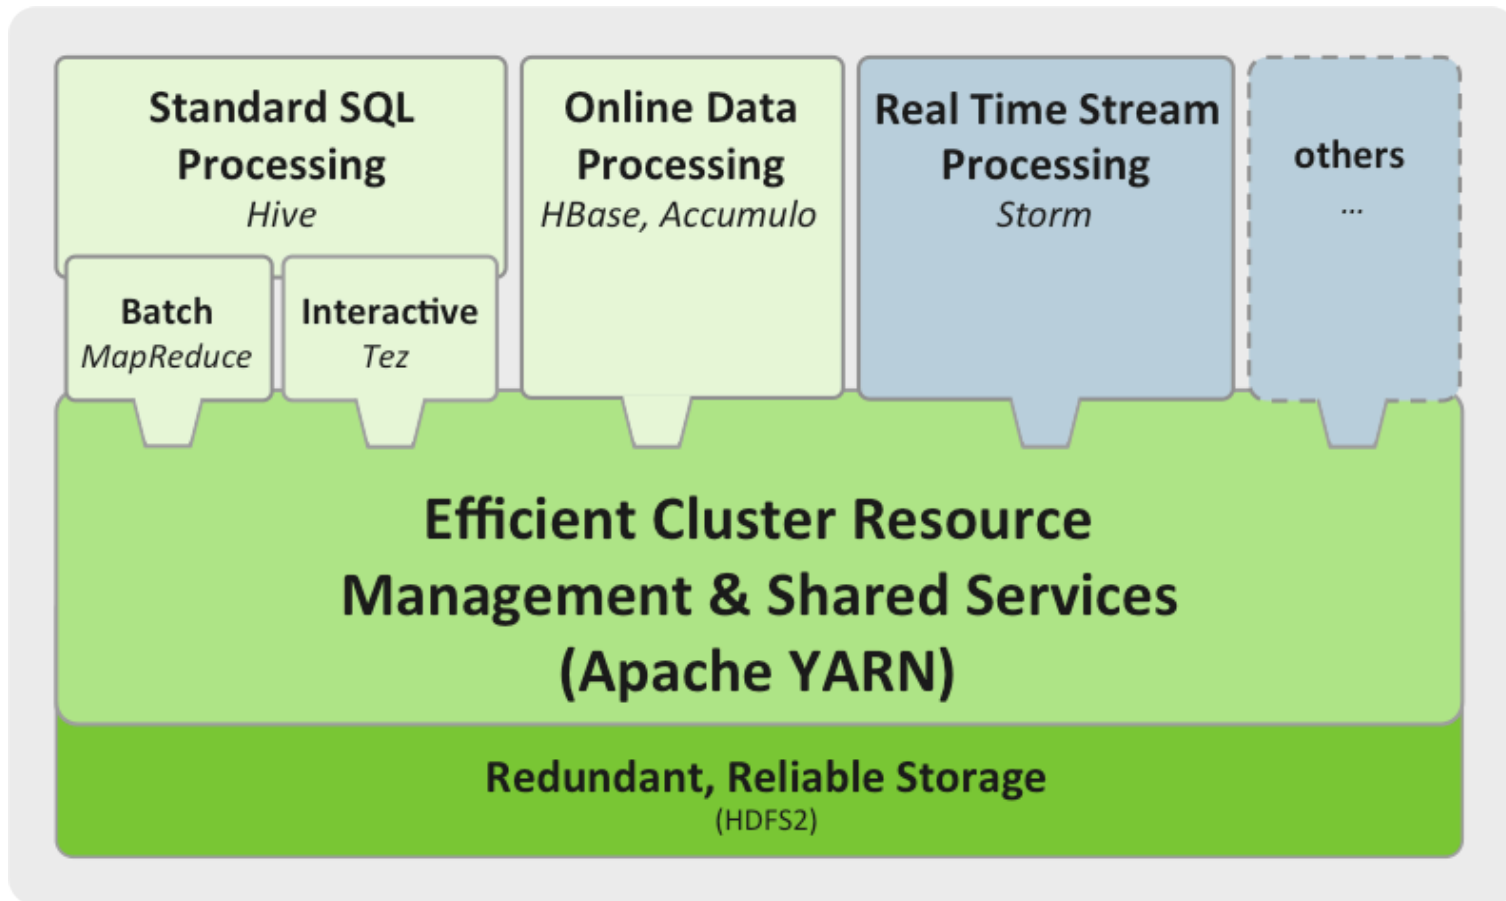 Standard SQL
Processing
Hive
Batch
MapReduce
Interactive
Tez
Online Data
Processing
HBase, Accumulo
Real Time Stream
Processing
Storm
others
...
Efficient Cluster Resource
Management & Shared Services
(Apache YARN)
Redundant, Reliable Storage
(HDFS2)